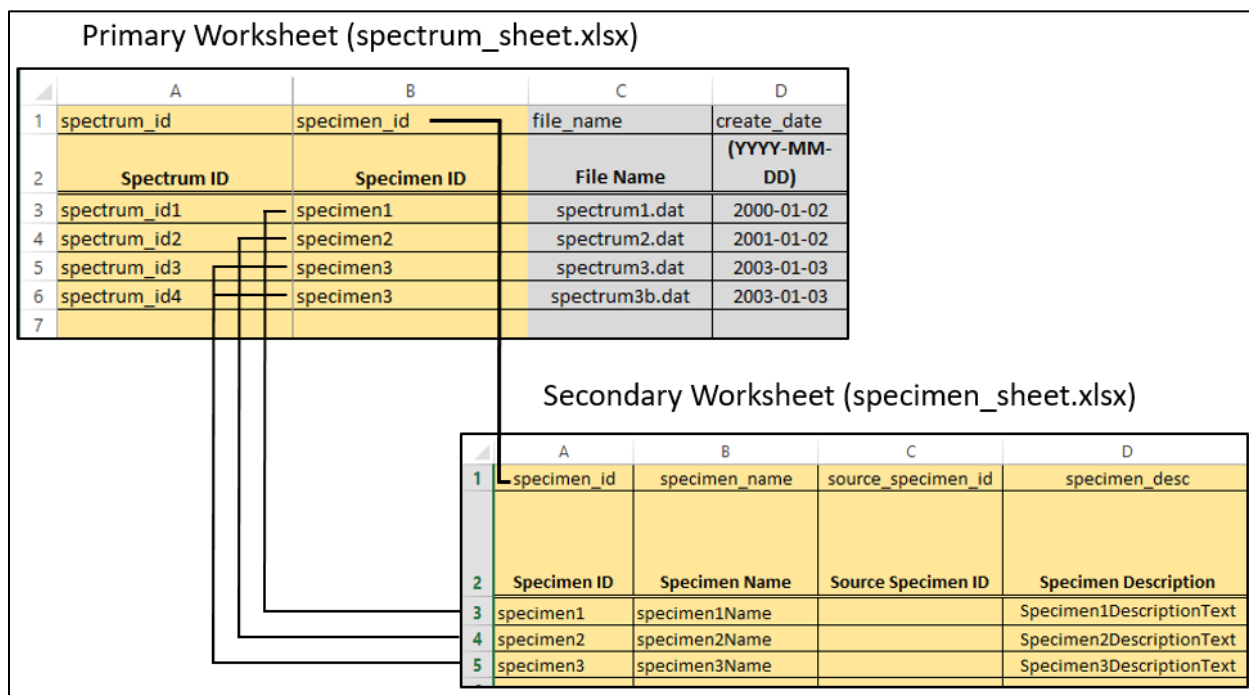 Primary Worksheet (spectrum_sheet.xlsx)
A B C D
1 spectrum_id specimen_id file_name create_date
2 Spectrum ID Specimen ID File Name (YYYY-MM-
DD)
3 spectrum_id1 specimen1 spectrum1.dat 2000-01-02
4 spectrum_id2 specimen2 spectrum2.dat 2001-01-02
5 spectrum_id3 specimen3 spectrum3.dat 2003-01-03
6 spectrum_id4 specimen3 spectrum3b.dat 2003-01-03
7
Secondary Worksheet (specimen_sheet.xlsx)
A B C D
1 specimen_id specimen_name source_specimen_id specimen_desc
2 Specimen ID Specimen Name Source Specimen ID Specimen Description
3 specimen1 specimen1Name Specimen1DescriptionText
4 specimen2 specimen2Name Specimen2DescriptionText
5 specimen3 specimen3Name Specimen3DescriptionText